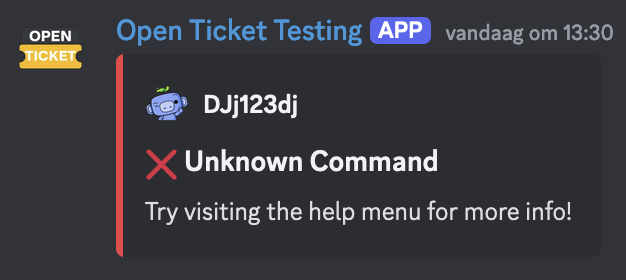 OPEN
TICKET
Open Ticket Testing APP vandaag om 13:30
DJj123dj
Unknown Command
Try visiting the help menu for more info!